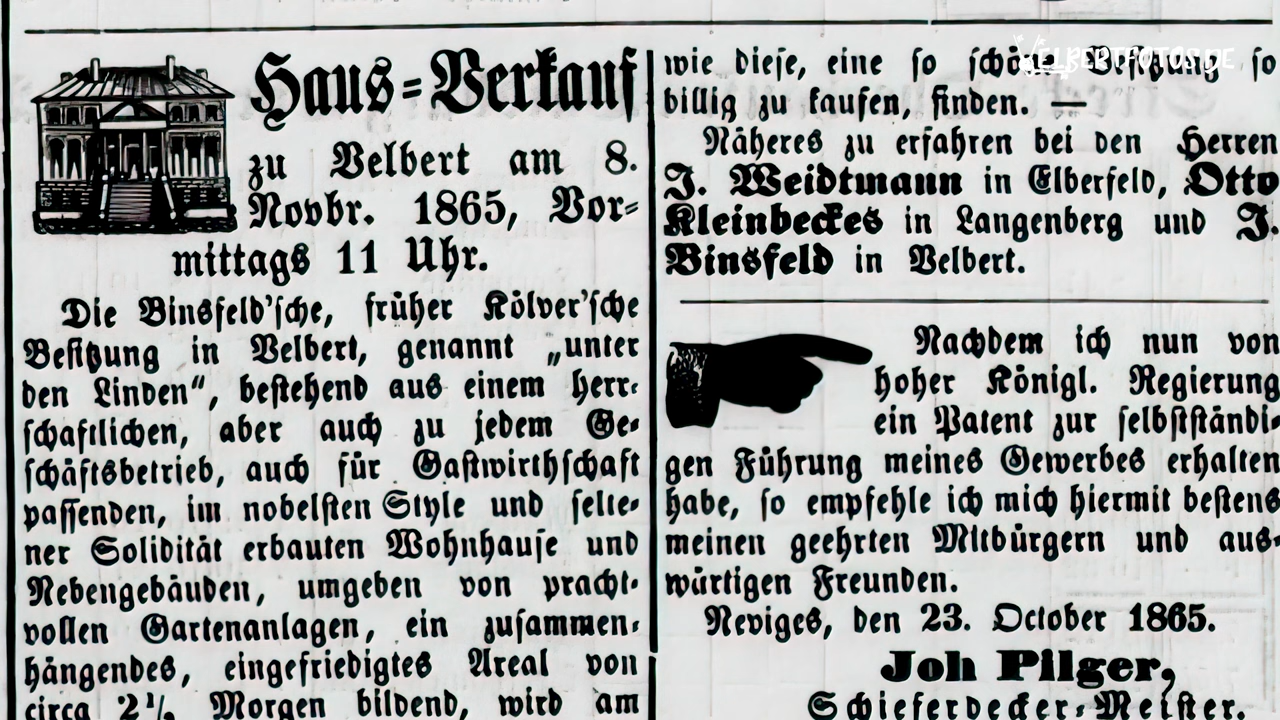 Haus=Verkauf
zu Velbert am 8.
Novbr. 1865, Vor=
mittags 11 Uhr.
Die Binsfeld'sche, früher Kölver'sche
Besitzung in Velbert, genannt „unter
den Linden“, bestehend aus einem herr=
schaftlichen, aber auch zu jedem Ge=
schäftsbetrieb, auch für Gastwirthschaft
passenden, im nobelsten Style und selte=
ner Solidität erbauten Wohnhause und
Nebengebäuden, umgeben von pracht=
vollen Gartenanlagen, ein zusammen=
hängendes, eingefriedigtes Areal von
circa 2½ Morgen bildend, wird am
wie diese, eine so schöne Besitzung so
billig zu kaufen, finden. —
Näheres zu erfahren bei den Herren
J. Weidtmann in Elberfeld, Otto
Kleinbeckes in Langenberg und J.
Binsfeld in Velbert.
Nachdem ich nun von
hoher Königl. Regierung
ein Patent zur selbstständi=
gen Führung meines Gewerbes erhalten
habe, so empfehle ich mich hiermit bestens
meinen geehrten Mitbürgern und aus=
wärtigen Freunden.
Neviges, den 23. October 1865.
Joh Pilger,
Schieferdecker=Meister.
VELBERTFOTOS.DE